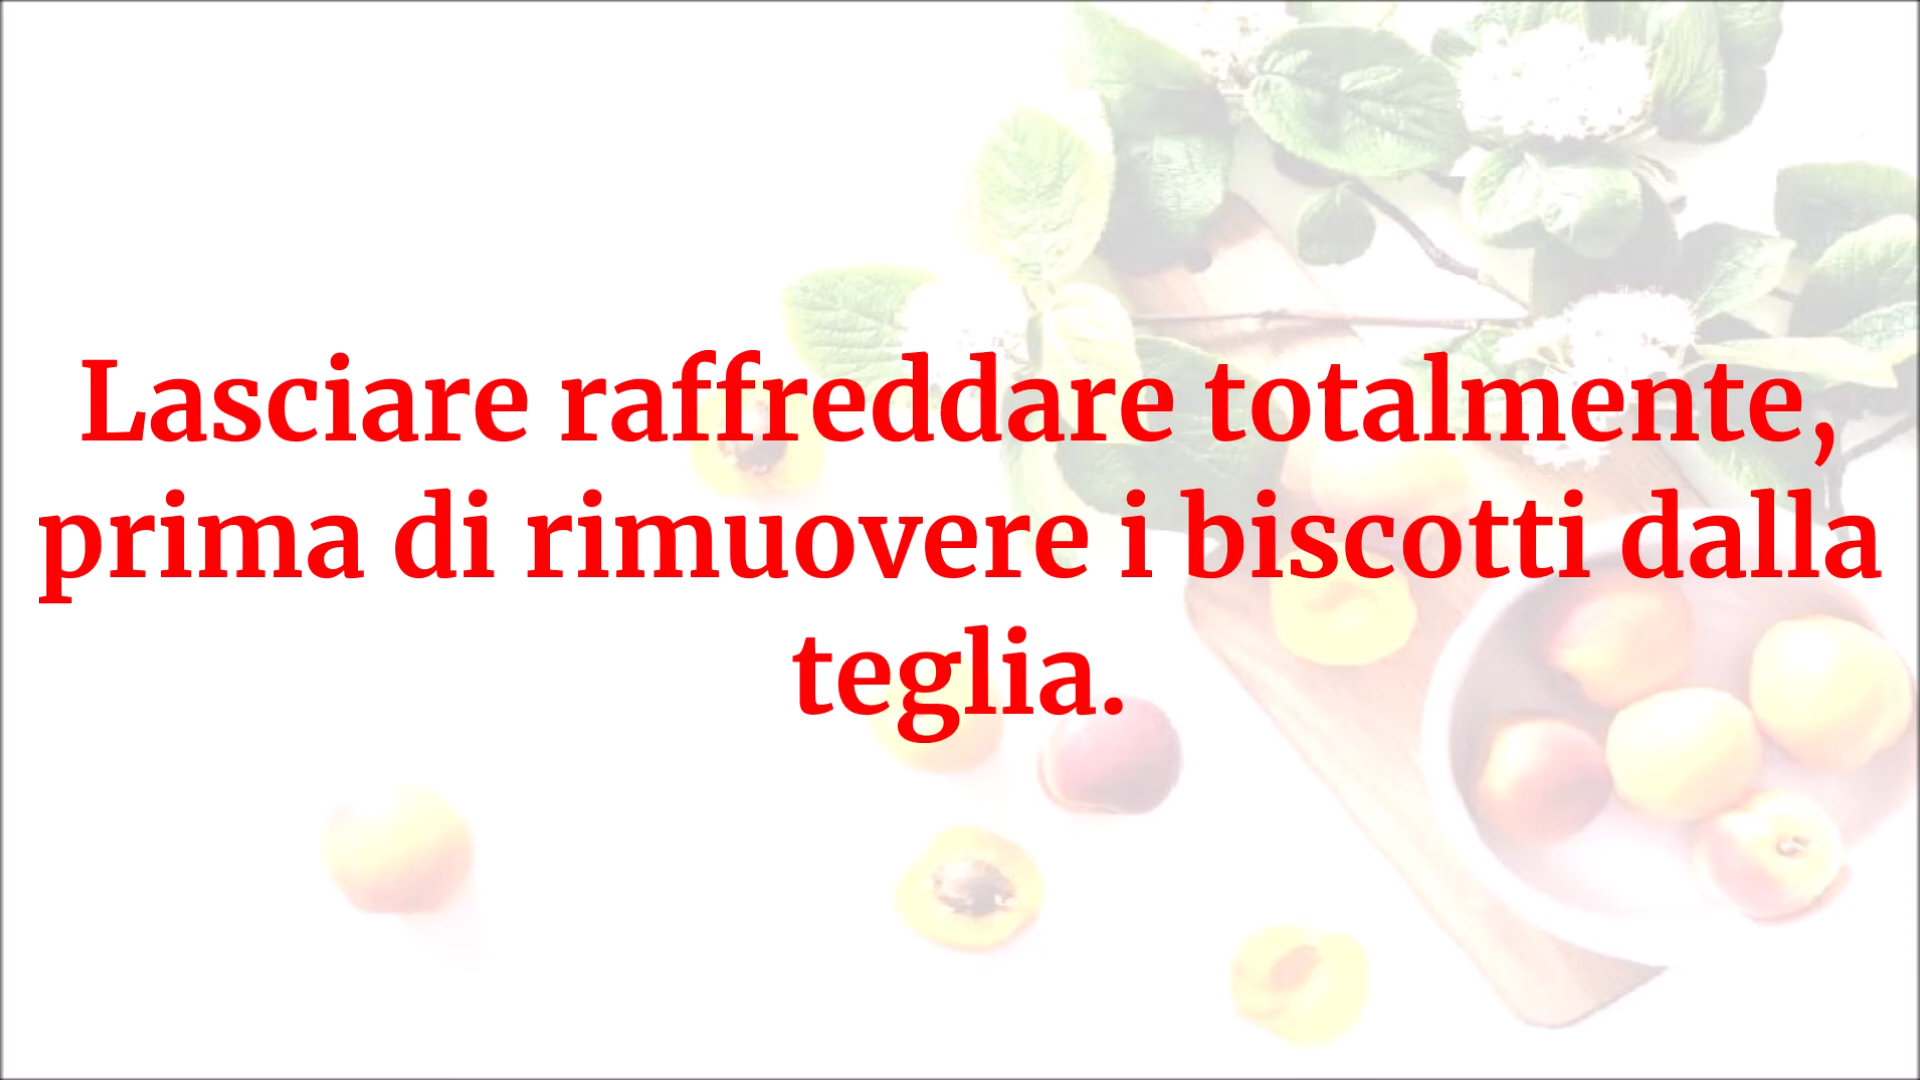 Lasciare raffreddare totalmente,
prima di rimuovere i biscotti dalla
teglia.